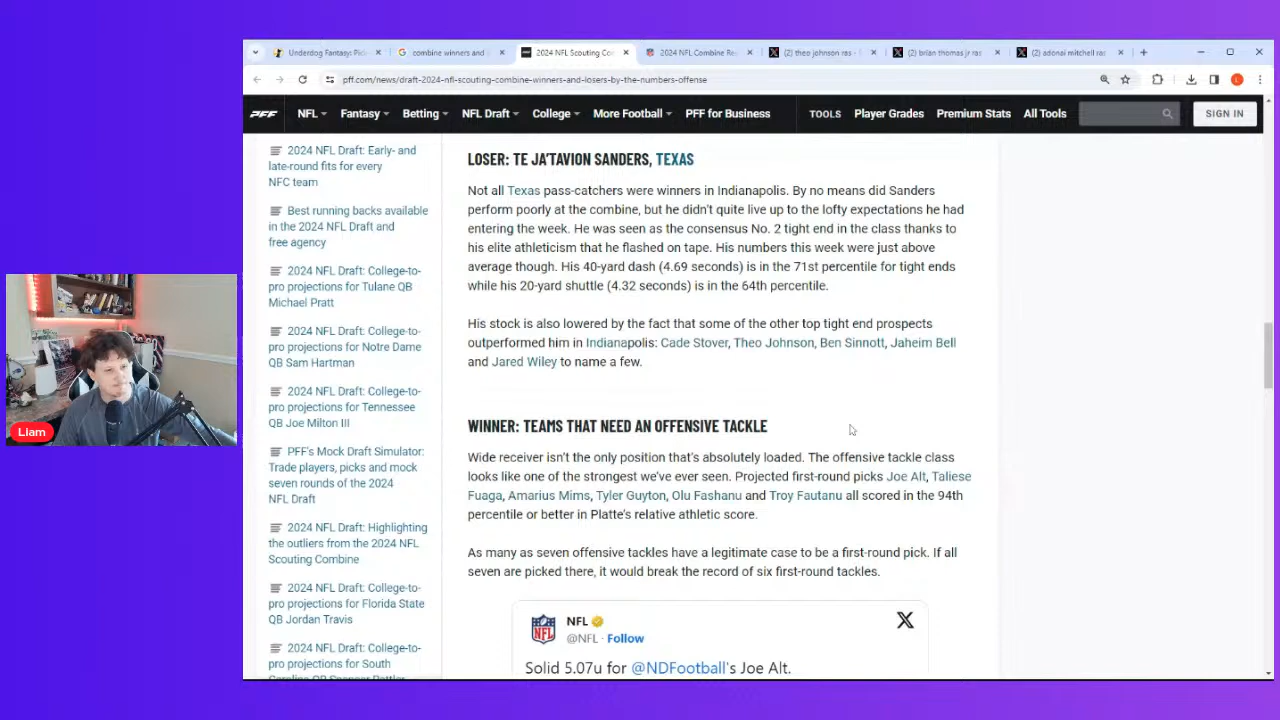 Underdog Fantasy: Pic
combine winners and
2024 NFL Scouting Co
2024 NFL Combine Re
(2) theo johnson ras -
(2) brian thomas jr ras
(2) adonai mitchell ras
pff.com/news/draft-2024-nfl-scouting-combine-winners-and-losers-by-the-numbers-offense
L
PFF
NFL
Fantasy
Betting
NFL Draft
College
More Football
PFF for Business
TOOLS
Player Grades
Premium Stats
All Tools
SIGN IN
2024 NFL Draft: Early- and
late-round fits for every
NFC team
Best running backs available
in the 2024 NFL Draft and
free agency
2024 NFL Draft: College-to-
pro projections for Tulane QB
Michael Pratt
2024 NFL Draft: College-to-
pro projections for Notre Dame
QB Sam Hartman
2024 NFL Draft: College-to-
pro projections for Tennessee
QB Joe Milton III
PFF's Mock Draft Simulator:
Trade players, picks and mock
seven rounds of the 2024
NFL Draft
2024 NFL Draft: Highlighting
the outliers from the 2024 NFL
Scouting Combine
2024 NFL Draft: College-to-
pro projections for Florida State
QB Jordan Travis
2024 NFL Draft: College-to-
pro projections for South
Carolina QB Spencer Rattler
LOSER: TE JA'TAVION SANDERS, TEXAS
Not all Texas pass-catchers were winners in Indianapolis. By no means did Sanders
perform poorly at the combine, but he didn't quite live up to the lofty expectations he had
entering the week. He was seen as the consensus No. 2 tight end in the class thanks to
his elite athleticism that he flashed on tape. His numbers this week were just above
average though. His 40-yard dash (4.69 seconds) is in the 71st percentile for tight ends
while his 20-yard shuttle (4.32 seconds) is in the 64th percentile.
His stock is also lowered by the fact that some of the other top tight end prospects
outperformed him in Indianapolis: Cade Stover, Theo Johnson, Ben Sinnott, Jaheim Bell
and Jared Wiley to name a few.
WINNER: TEAMS THAT NEED AN OFFENSIVE TACKLE
Wide receiver isn't the only position that's absolutely loaded. The offensive tackle class
looks like one of the strongest we've ever seen. Projected first-round picks Joe Alt, Taliese
Fuaga, Amarius Mims, Tyler Guyton, Olu Fashanu and Troy Fautanu all scored in the 94th
percentile or better in Platte's relative athletic score.
As many as seven offensive tackles have a legitimate case to be a first-round pick. If all
seven are picked there, it would break the record of six first-round tackles.
NFL
NFL
@NFL · Follow
Solid 5.07u for @NDFootball's Joe Alt.
Liam